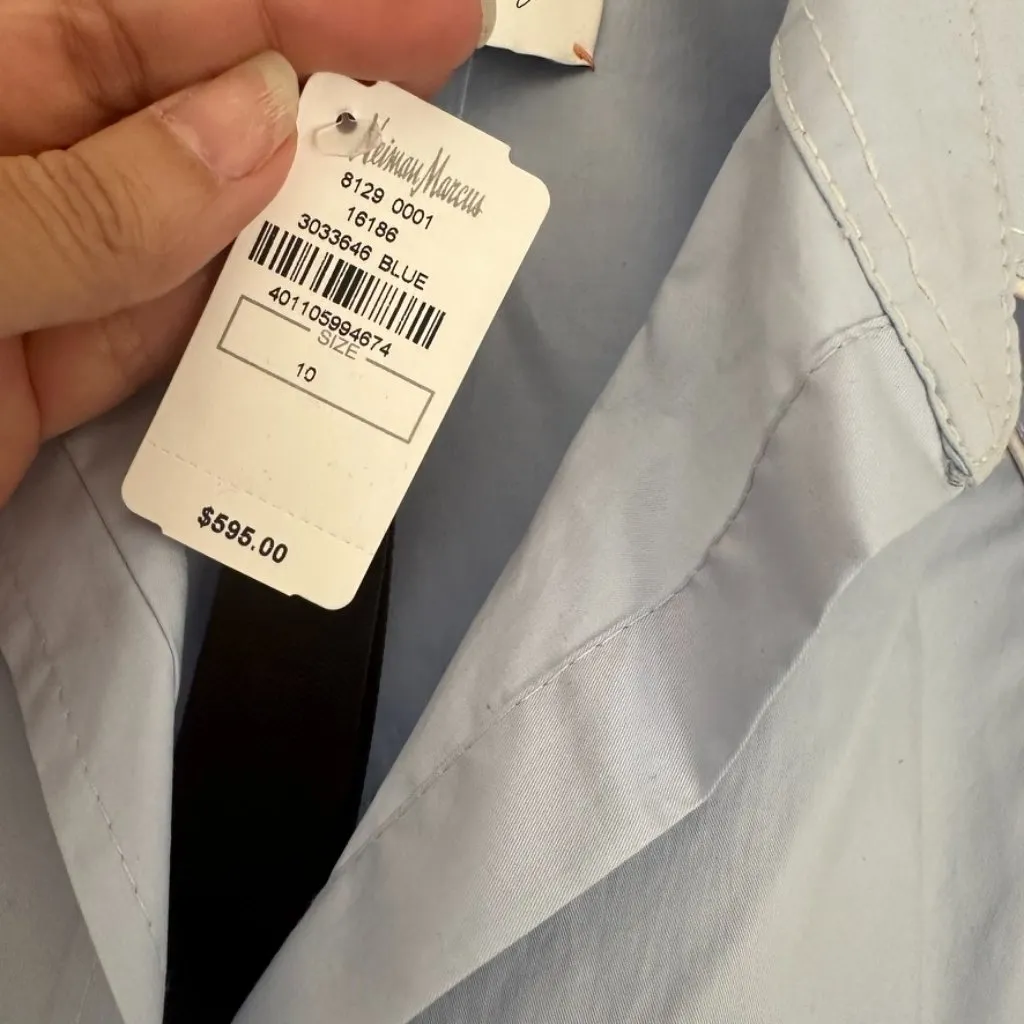 Neiman Marcus
8129 0001
16186
3033646 BLUE
401105994674
SIZE
10
$595.00